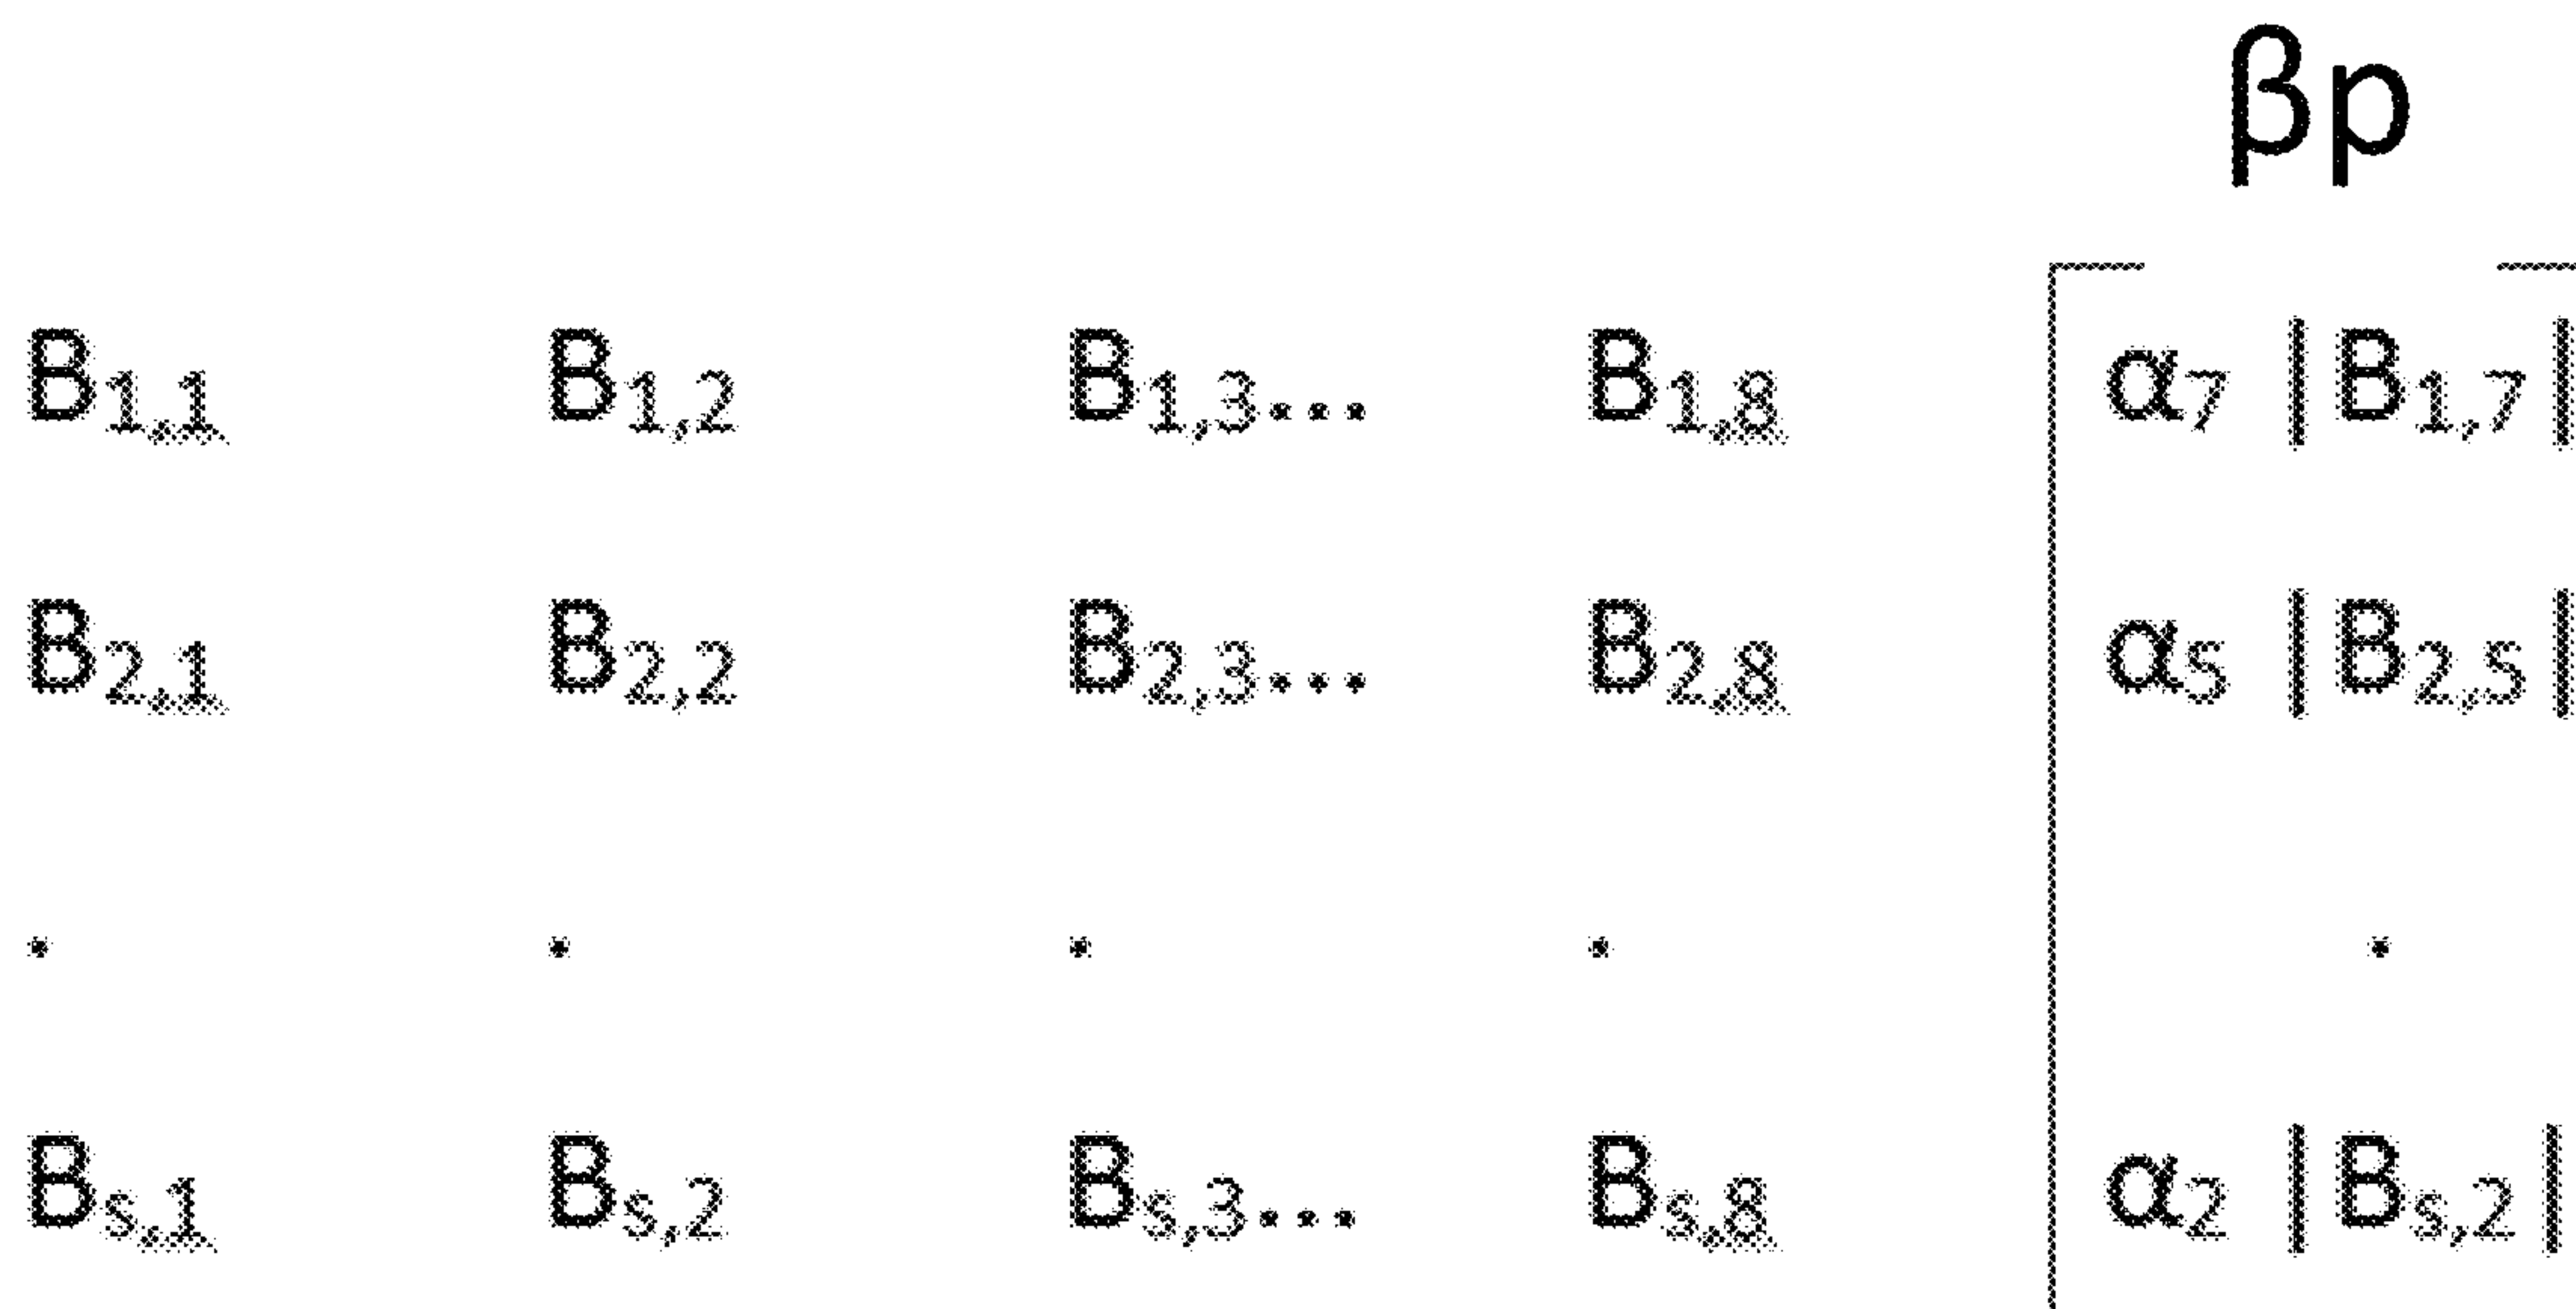 βp
B1,1 B1,2 B1,3... B1,8 α7 |B1,7|
B2,1 B2,2 B2,3... B2,8 α5 |B2,5|
. . . . .
Bs,1 Bs,2 Bs,3... Bs,8 α2 |Bs,2|